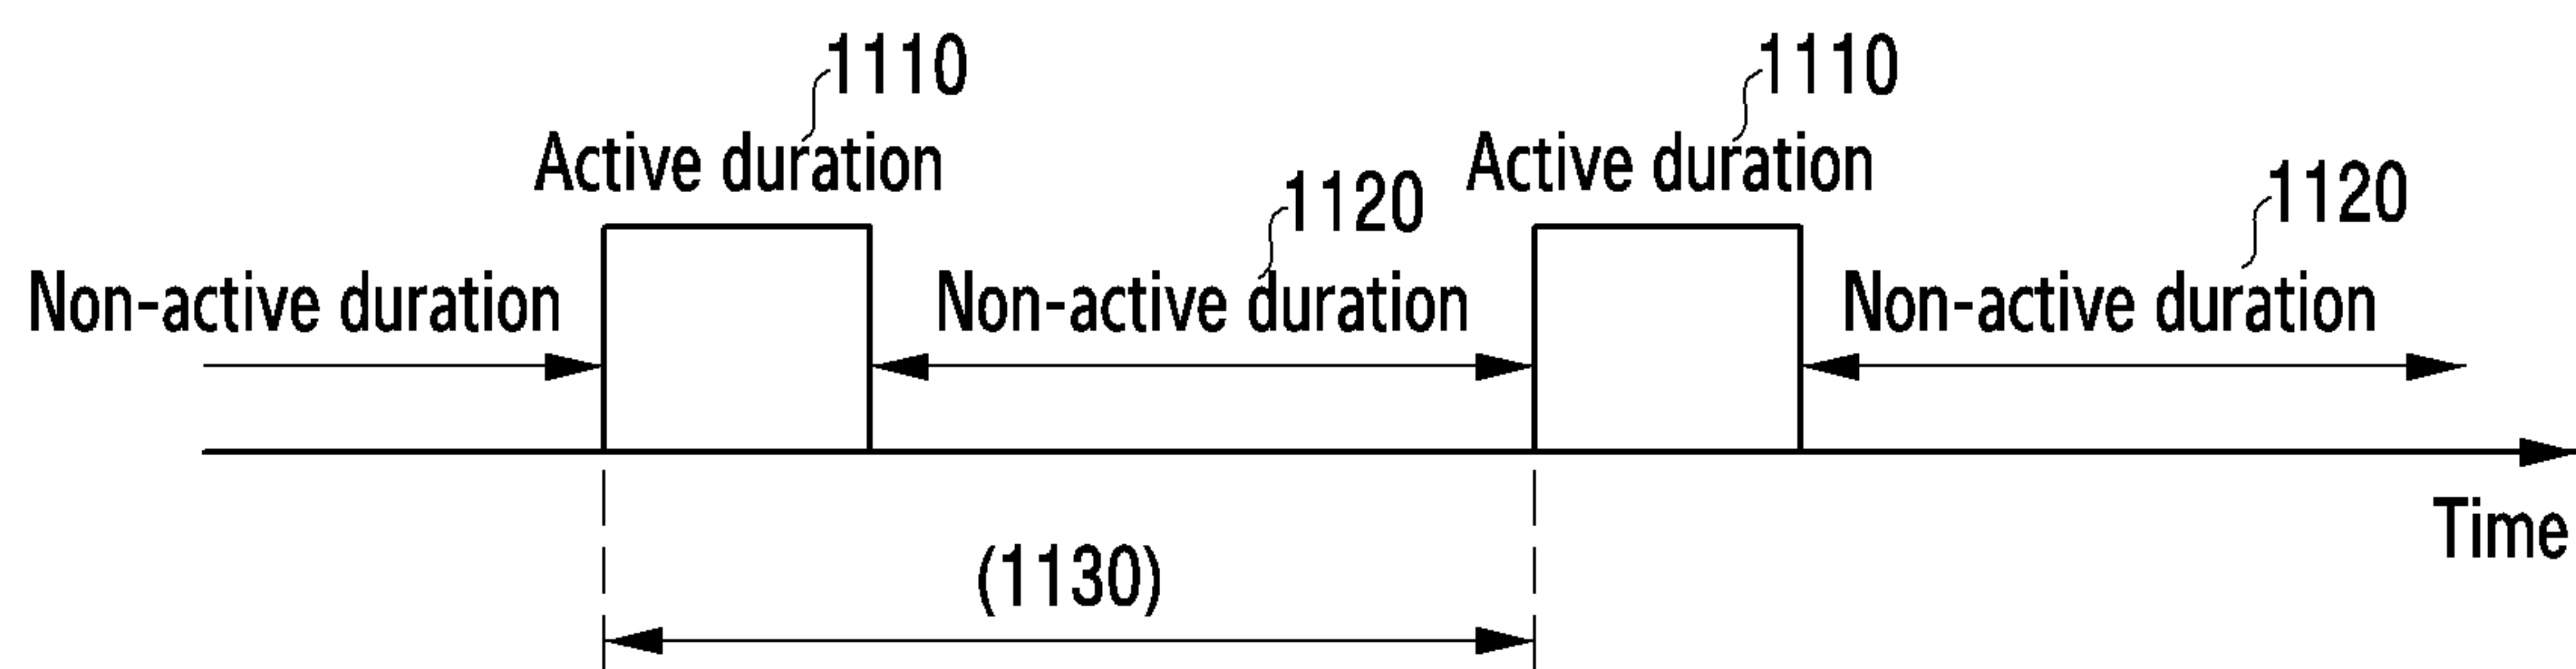 1110
1110
Active duration
Active duration
1120
1120
Non-active duration
Non-active duration
Non-active duration
Time
(1130)